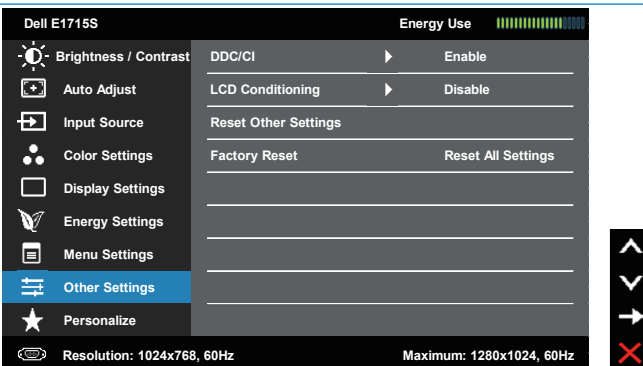 Dell E1715S Energy Use
Brightness / Contrast DDC/CI Enable
Auto Adjust LCD Conditioning Disable
Input Source Reset Other Settings
Color Settings Factory Reset Reset All Settings
Display Settings
Energy Settings
Menu Settings
Other Settings
Personalize
Resolution: 1024x768, 60Hz Maximum: 1280x1024, 60Hz